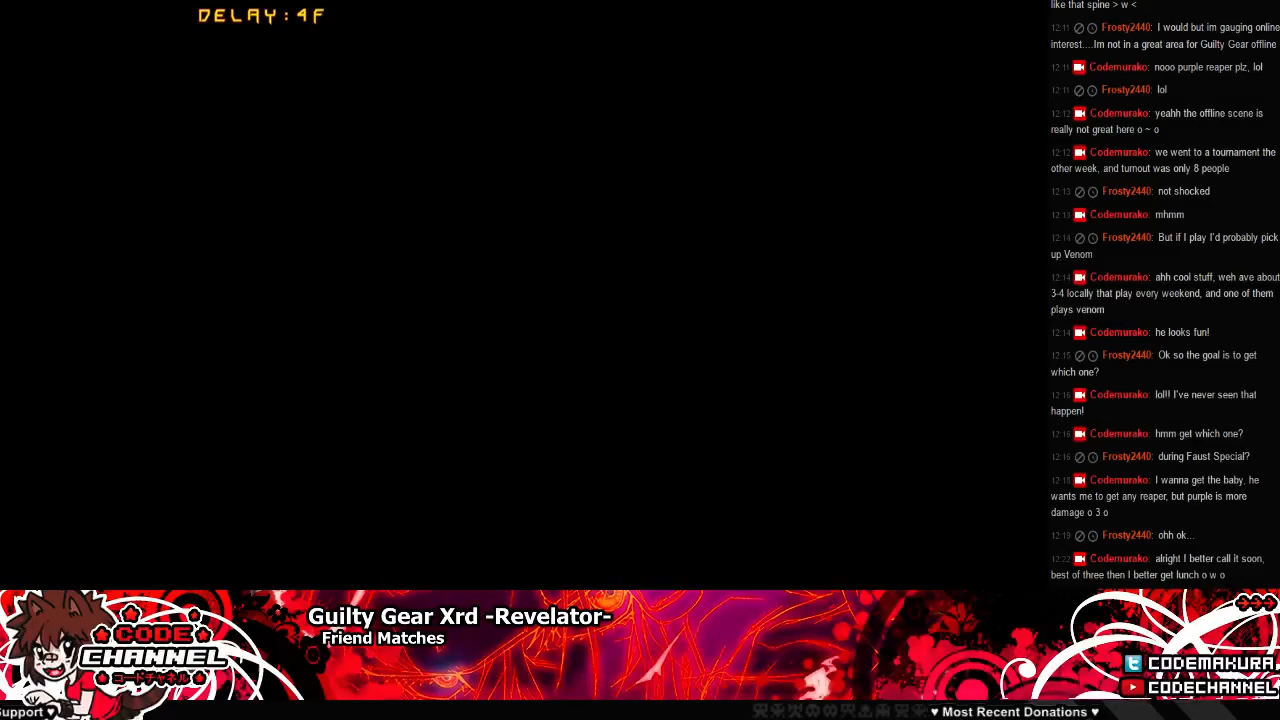 DELAY:4F
like that spine > w <
12:11 Frosty2440: I would but im gauging online
interest....Im not in a great area for Guilty Gear offline
12:11 Codemurako: nooo purple reaper plz, lol
12:11 Frosty2440: lol
12:12 Codemurako: yeahh the offline scene is
really not great here o ~ o
12:12 Codemurako: we went to a tournament the
other week, and turnout was only 8 people
12:13 Frosty2440: not shocked
12:13 Codemurako: mhmm
12:14 Frosty2440: But if I play I'd probably pick
up Venom
12:14 Codemurako: ahh cool stuff, weh ave about
3-4 locally that play every weekend, and one of them
plays venom
12:14 Codemurako: he looks fun!
12:15 Frosty2440: Ok so the goal is to get
which one?
12:16 Codemurako: lol!! I've never seen that
happen!
12:16 Codemurako: hmm get which one?
12:16 Frosty2440: during Faust Special?
12:18 Codemurako: I wanna get the baby, he
wants me to get any reaper, but purple is more
damage o 3 o
12:19 Frosty2440: ohh ok...
12:22 Codemurako: alright I better call it soon,
best of three then I better get lunch o w o
Guilty Gear Xrd -Revelator-
Friend Matches
CODE
CHANNEL
コードチャネル
CODEMAKURA
CODECHANNEL
Support ♥
♥ Most Recent Donations ♥